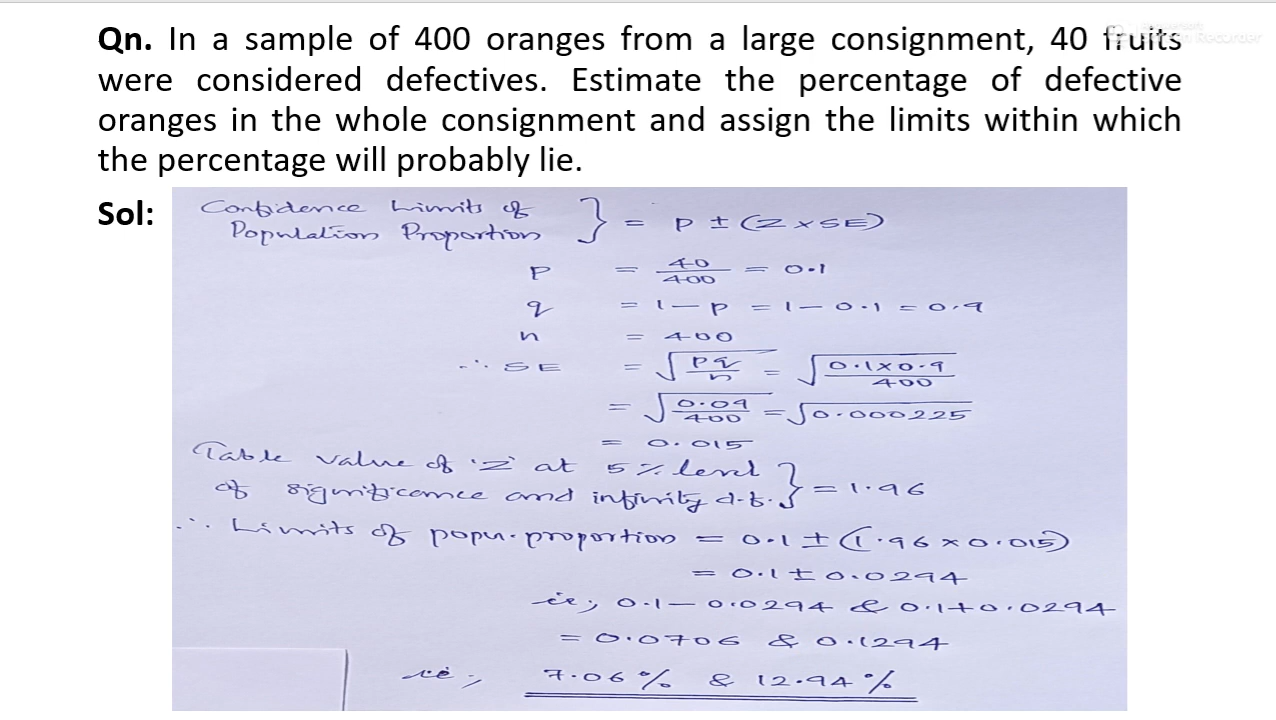 Qn. In a sample of 400 oranges from a large consignment, 40 fruits
were considered defectives. Estimate the percentage of defective
oranges in the whole consignment and assign the limits within which
the percentage will probably lie.
Sol:
Confidence Limits of
Population Proportion } = P ± (Z × SE)
P = 40/400 = 0.1
q = 1 – p = 1 – 0.1 = 0.9
n = 400
∴ SE = √(pq/n) = √(0.1×0.9/400)
= √(0.09/400) = √0.000225
= 0.015
Table value of 'Z' at 5% level
of significance and infinity d.f. } = 1.96
∴ Limits of popu. proportion = 0.1 ± (1.96 × 0.015)
= 0.1 ± 0.0294
ie; 0.1 – 0.0294 & 0.1+0.0294
= 0.0706 & 0.1294
ie; 7.06% & 12.94%